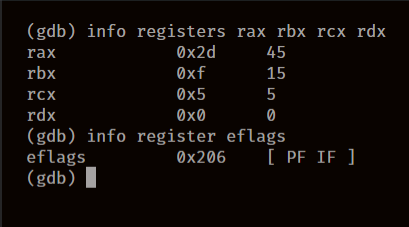 (gdb) info registers rax rbx rcx rdx
rax            0x2d     45
rbx            0xf      15
rcx            0x5      5
rdx            0x0      0
(gdb) info register eflags
eflags         0x206    [ PF IF ]
(gdb)